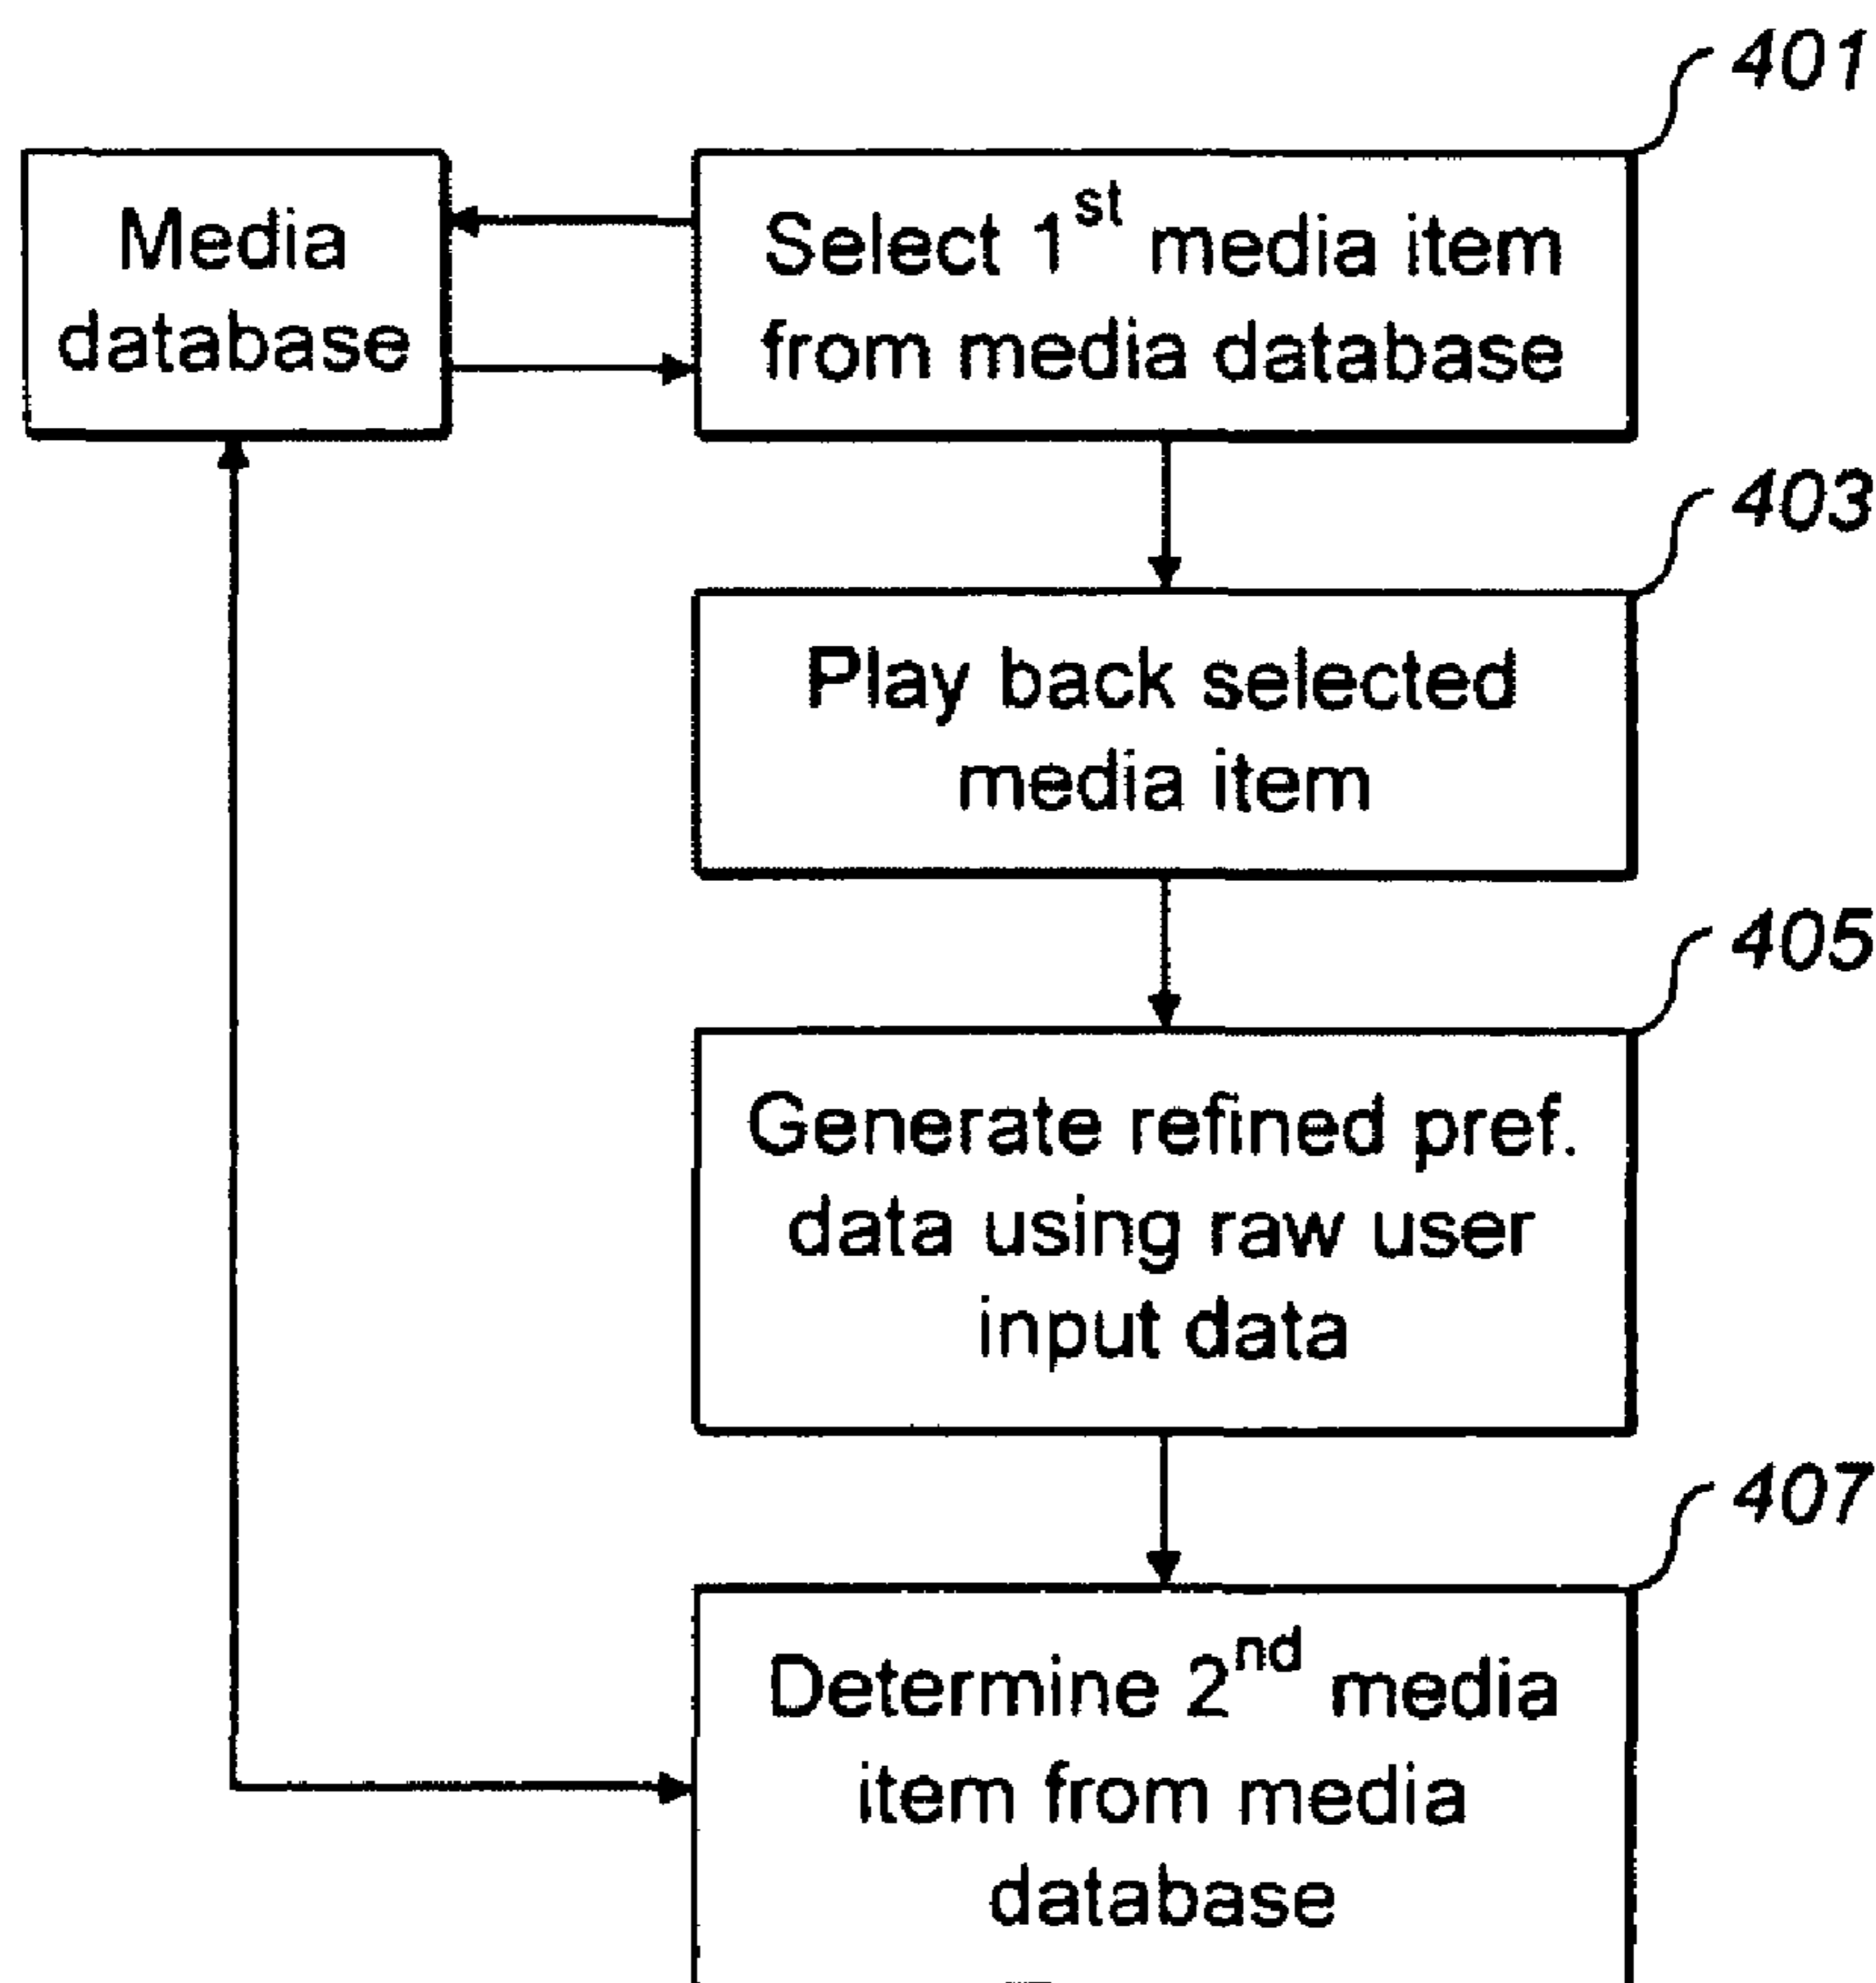 401
Media
database
Select 1st media item
from media database
403
Play back selected
media item
405
Generate refined pref.
data using raw user
input data
407
Determine 2nd media
item from media
database